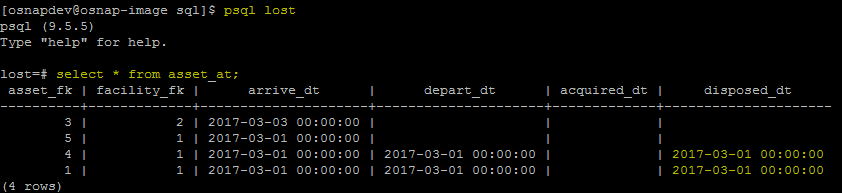 [osnapdev@osnap-image sql]$ psql lost
psql (9.5.5)
Type "help" for help.

lost=# select * from asset_at;
 asset_fk | facility_fk |      arrive_dt      |      depart_dt      | acquired_dt |     disposed_dt
----------+-------------+---------------------+---------------------+-------------+---------------------
        3 |           2 | 2017-03-03 00:00:00 |                     |             |
        5 |           1 | 2017-03-01 00:00:00 |                     |             |
        4 |           1 | 2017-03-01 00:00:00 | 2017-03-01 00:00:00 |             | 2017-03-01 00:00:00
        1 |           1 | 2017-03-01 00:00:00 | 2017-03-01 00:00:00 |             | 2017-03-01 00:00:00
(4 rows)